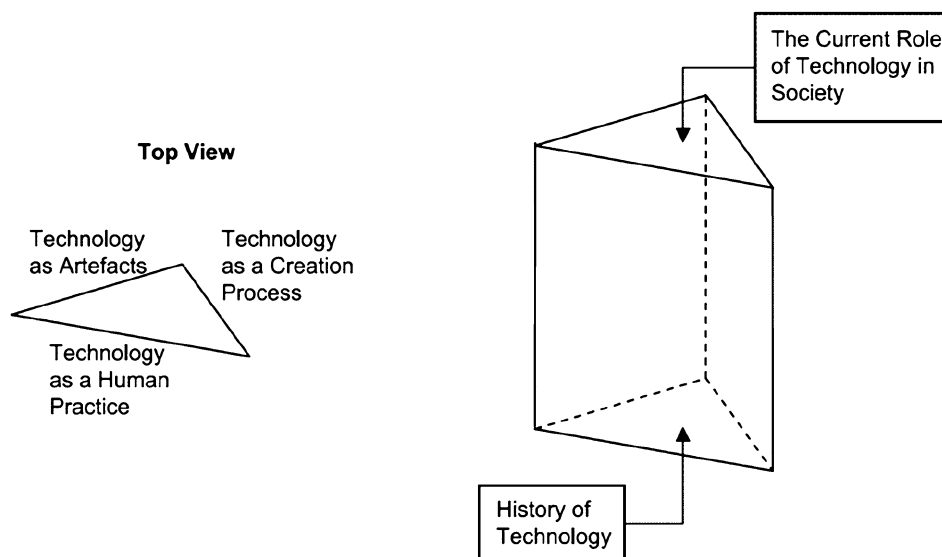 Top View
Technology
as Artefacts
Technology
as a Creation
Process
Technology
as a Human
Practice
The Current Role
of Technology in
Society
History of
Technology